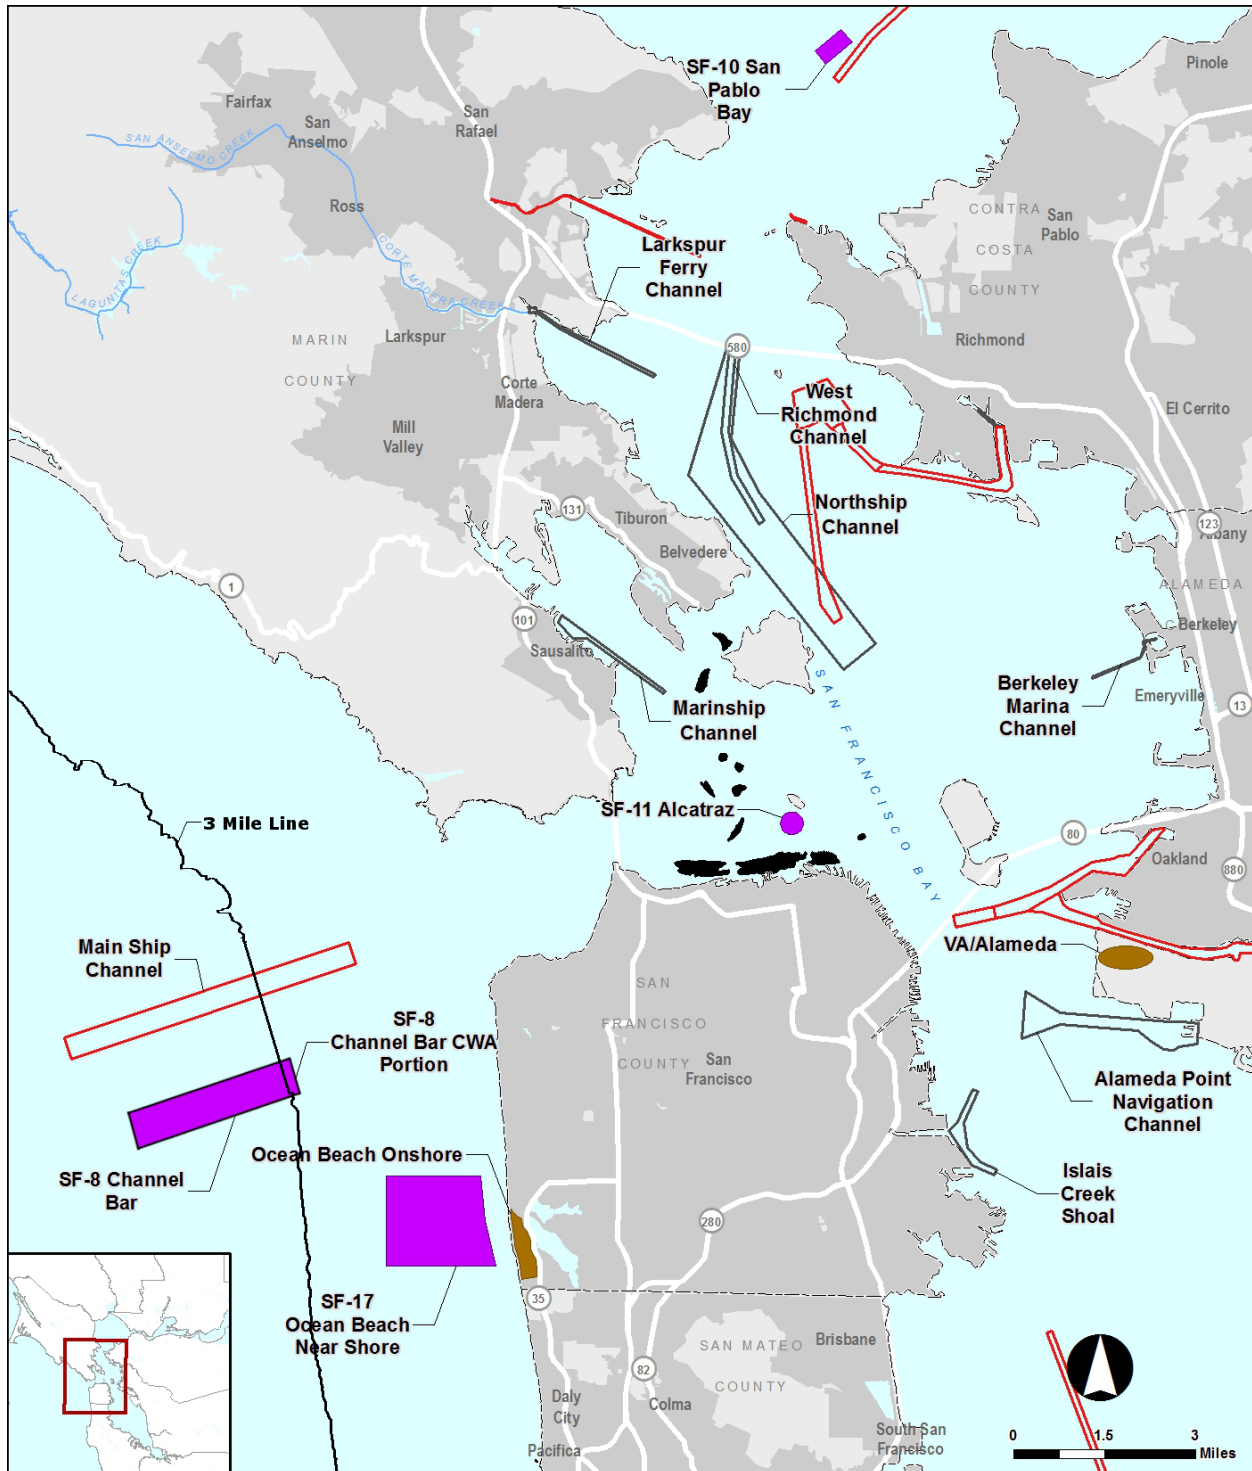 SF-10 San
Pablo
Bay
Pinole
Fairfax
San
Anselmo
San
Rafael
SAN ANSELMO CREEK
Ross
CONTRA
COSTA
COUNTY
San
Pablo
Larkspur
Ferry
Channel
CORTE MADERA CREEK
LAGUNITAS CREEK
MARIN
COUNTY
Larkspur
580
Richmond
Corte
Madera
West
Richmond
Channel
El Cerrito
Mill
Valley
Northship
Channel
131
Tiburon
Belvedere
123
Albany
1
ALAMEDA
101
Sausalito
Berkeley
SAN FRANCISCO BAY
Berkeley
Marina
Channel
Emeryville
13
Marinship
Channel
3 Mile Line
SF-11 Alcatraz
80
Oakland
880
Main Ship
Channel
VA/Alameda
SAN
FRANCISCO
COUNTY
SF-8
Channel Bar CWA
Portion
San
Francisco
Alameda Point
Navigation
Channel
Ocean Beach Onshore
SF-8 Channel
Bar
Islais
Creek
Shoal
280
35
SF-17
Ocean Beach
Near Shore
SAN MATEO
COUNTY
Brisbane
82
Daly
City
Colma
Pacifica
South San
Francisco
0 1.5 3
Miles